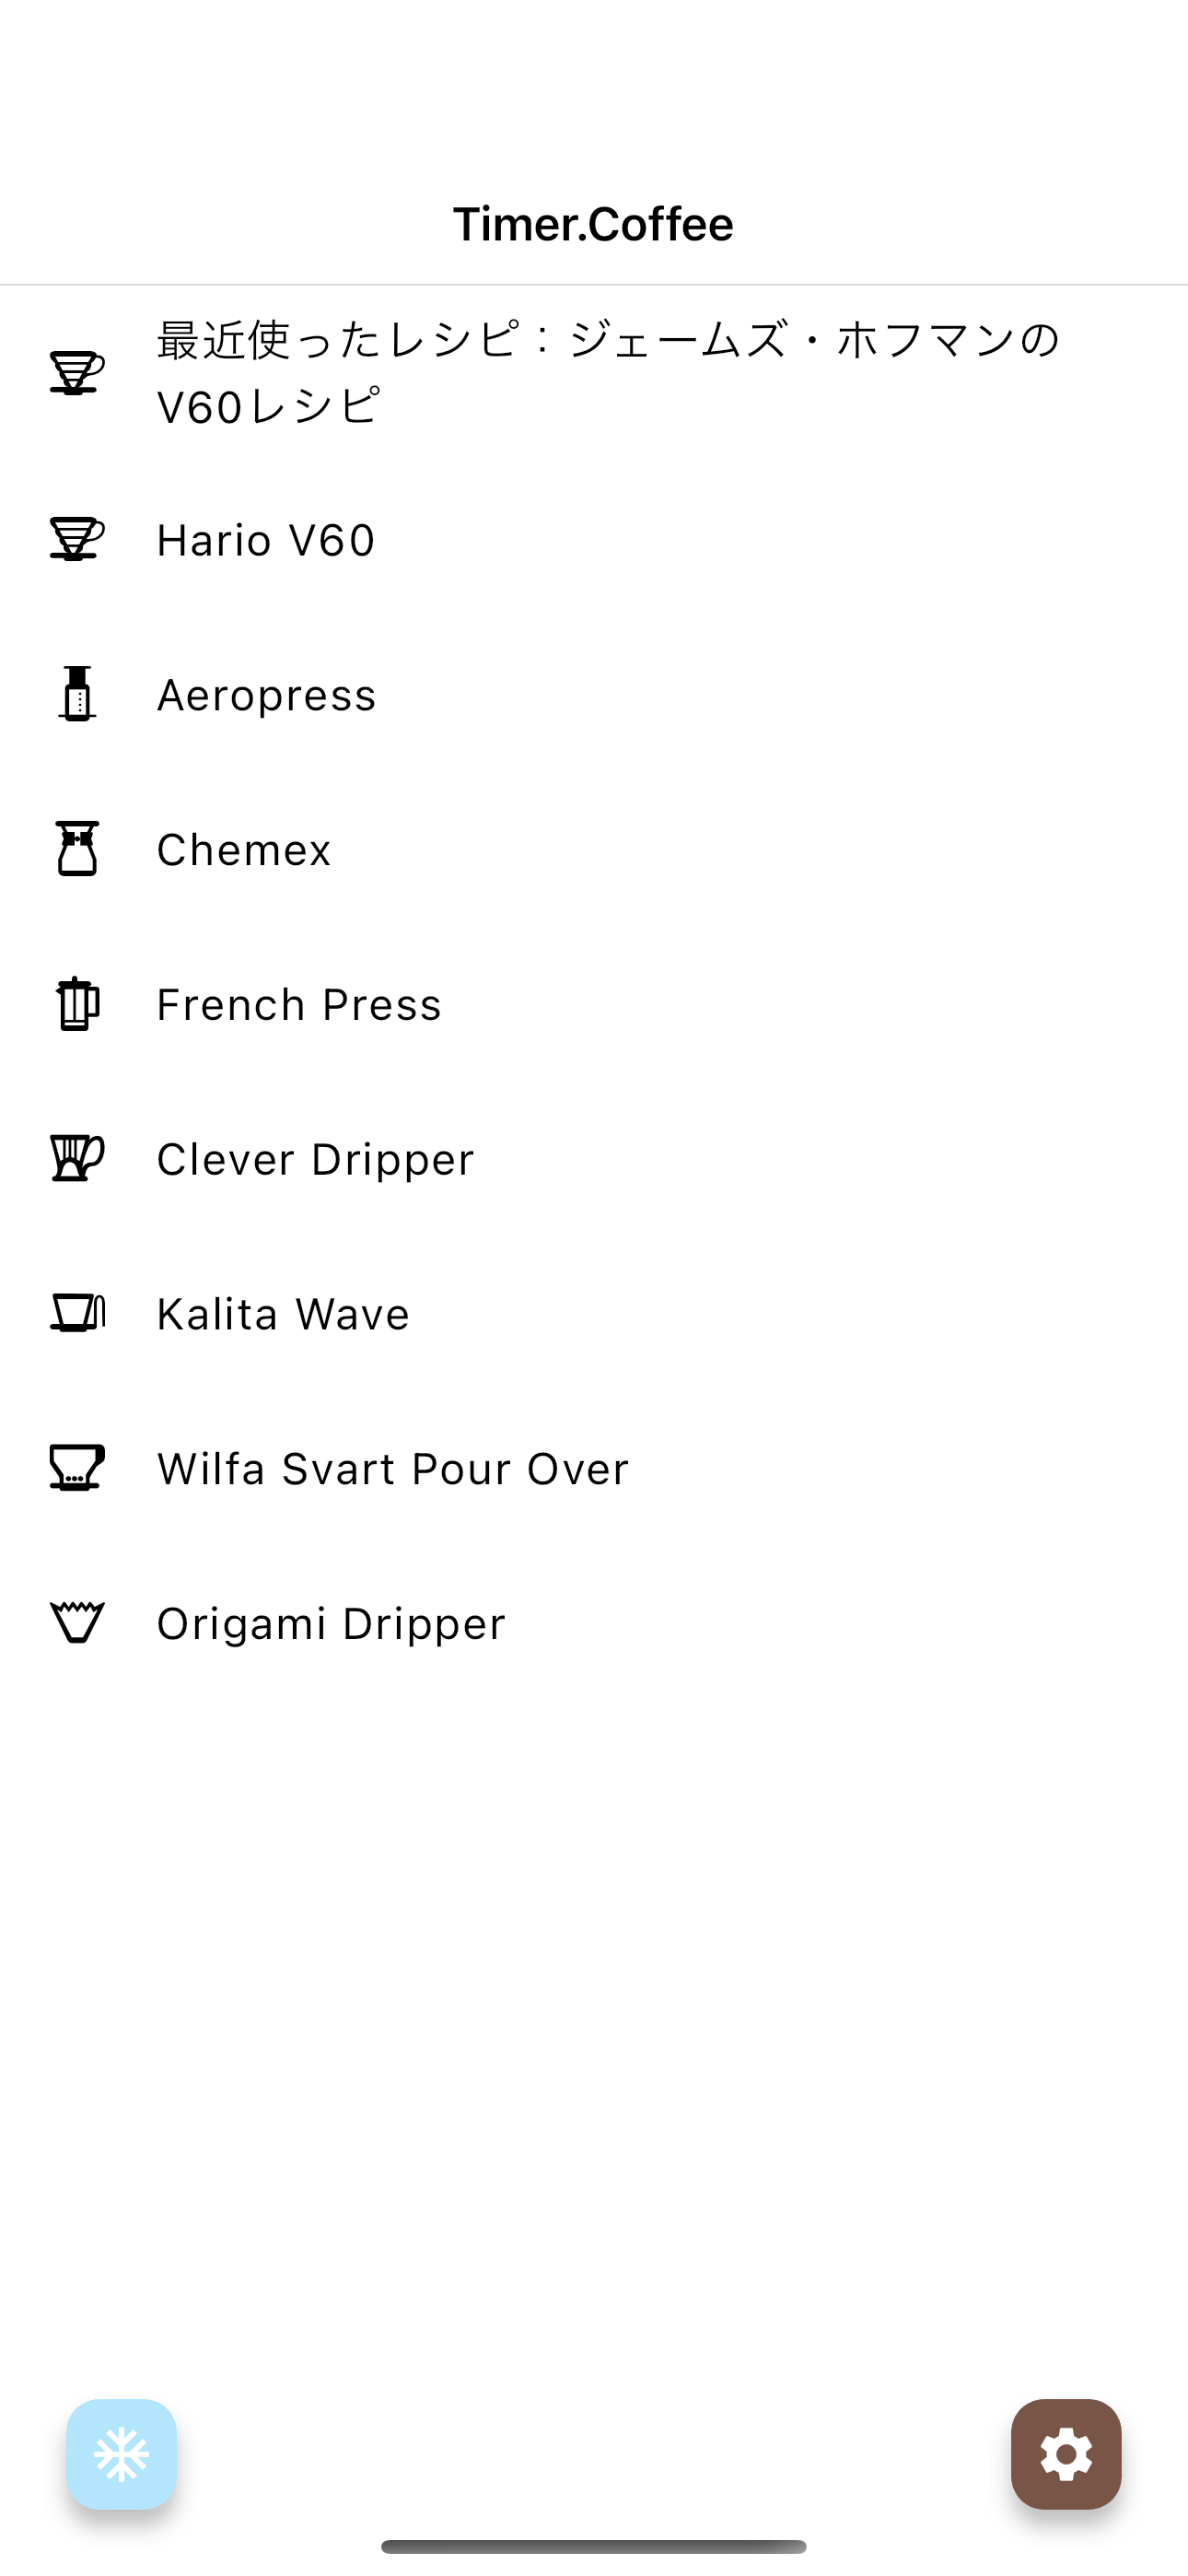 Timer.Coffee
最近使ったレシピ：ジェームズ・ホフマンの
V60レシピ
Hario V60
Aeropress
Chemex
French Press
Clever Dripper
Kalita Wave
Wilfa Svart Pour Over
Origami Dripper